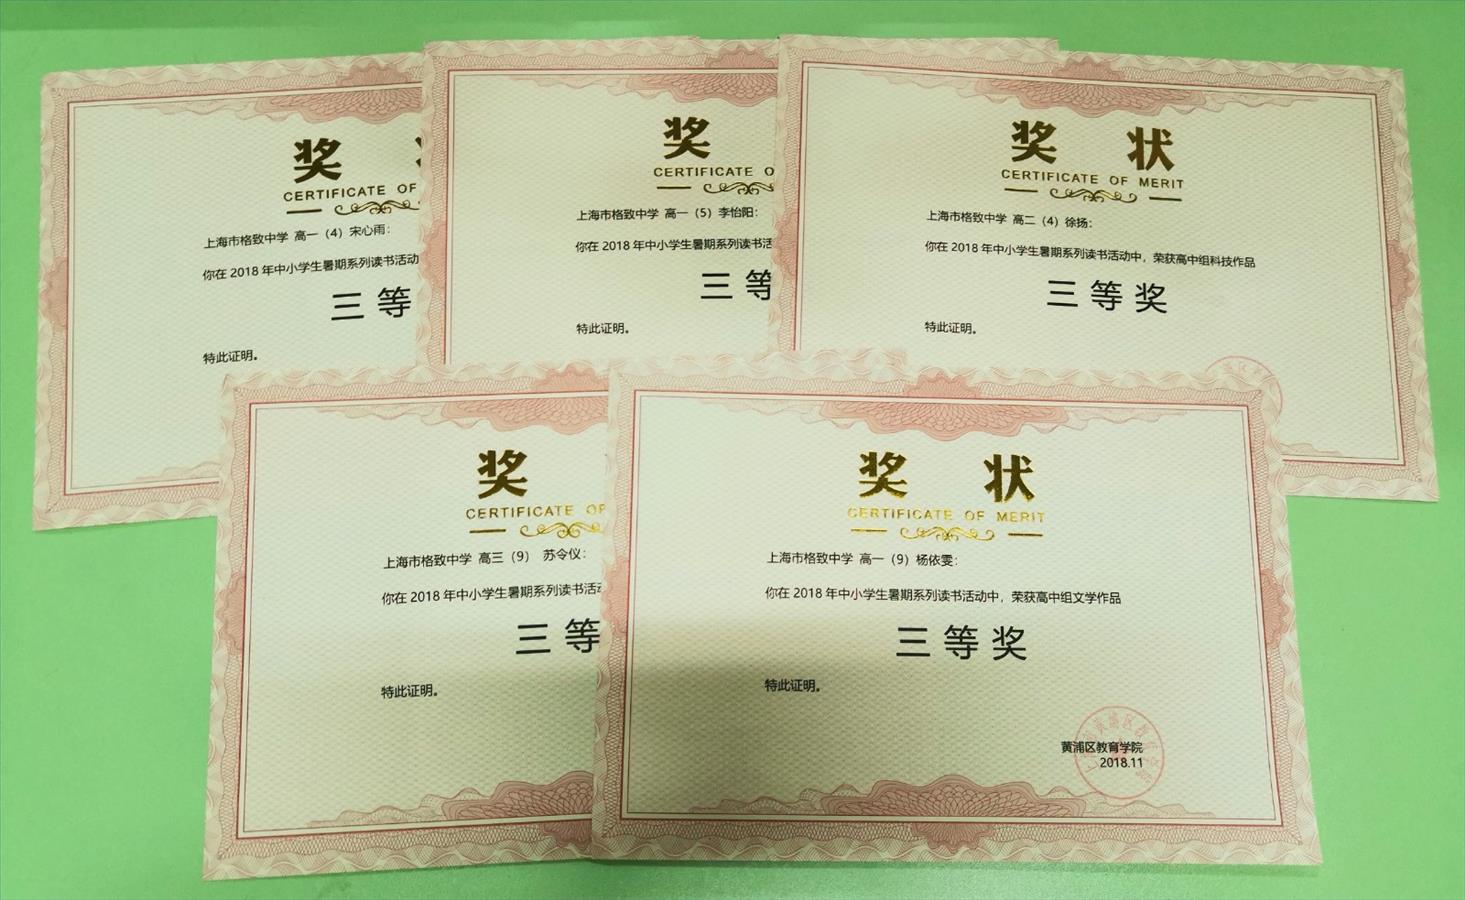 奖
CERTIFICATE OF
上海市格致中学 高一（4）宋心雨：
你在 2018 年中小学生暑期系列读书活动
三等
特此证明。
奖
CERTIFICATE OF
上海市格致中学 高一（5）李怡阳：
你在 2018 年中小学生暑期系列读书活
三等
特此证明。
奖 状
CERTIFICATE OF MERIT
上海市格致中学 高二（4）徐扬：
你在 2018 年中小学生暑期系列读书活动中，荣获高中组科技作品
三等奖
特此证明。
奖
CERTIFICATE OF
上海市格致中学 高三（9） 苏令仪：
你在 2018 年中小学生暑期系列读书活
三等
特此证明。
奖 状
CERTIFICATE OF MERIT
上海市格致中学 高一（9）杨依雯：
你在 2018 年中小学生暑期系列读书活动中，荣获高中组文学作品
三等奖
特此证明。
黄浦区教育学院
2018.11